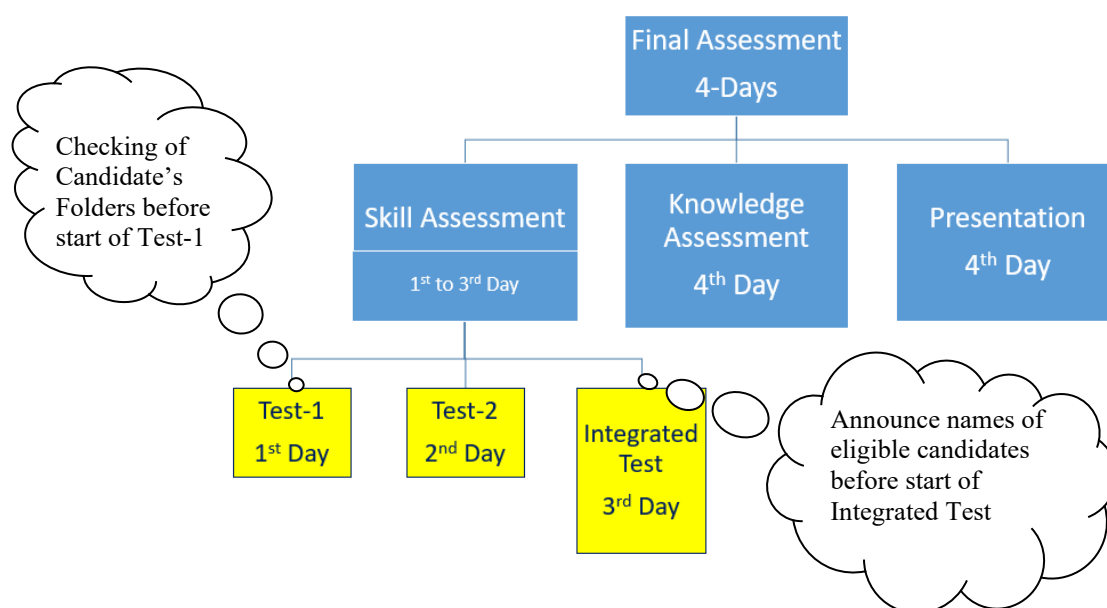 Final Assessment
4-Days
Checking of
Candidate’s
Folders before
start of Test-1
Skill Assessment
1st to 3rd Day
Knowledge
Assessment
4th Day
Presentation
4th Day
Test-1
1st Day
Test-2
2nd Day
Integrated
Test
3rd Day
Announce names of
eligible candidates
before start of
Integrated Test